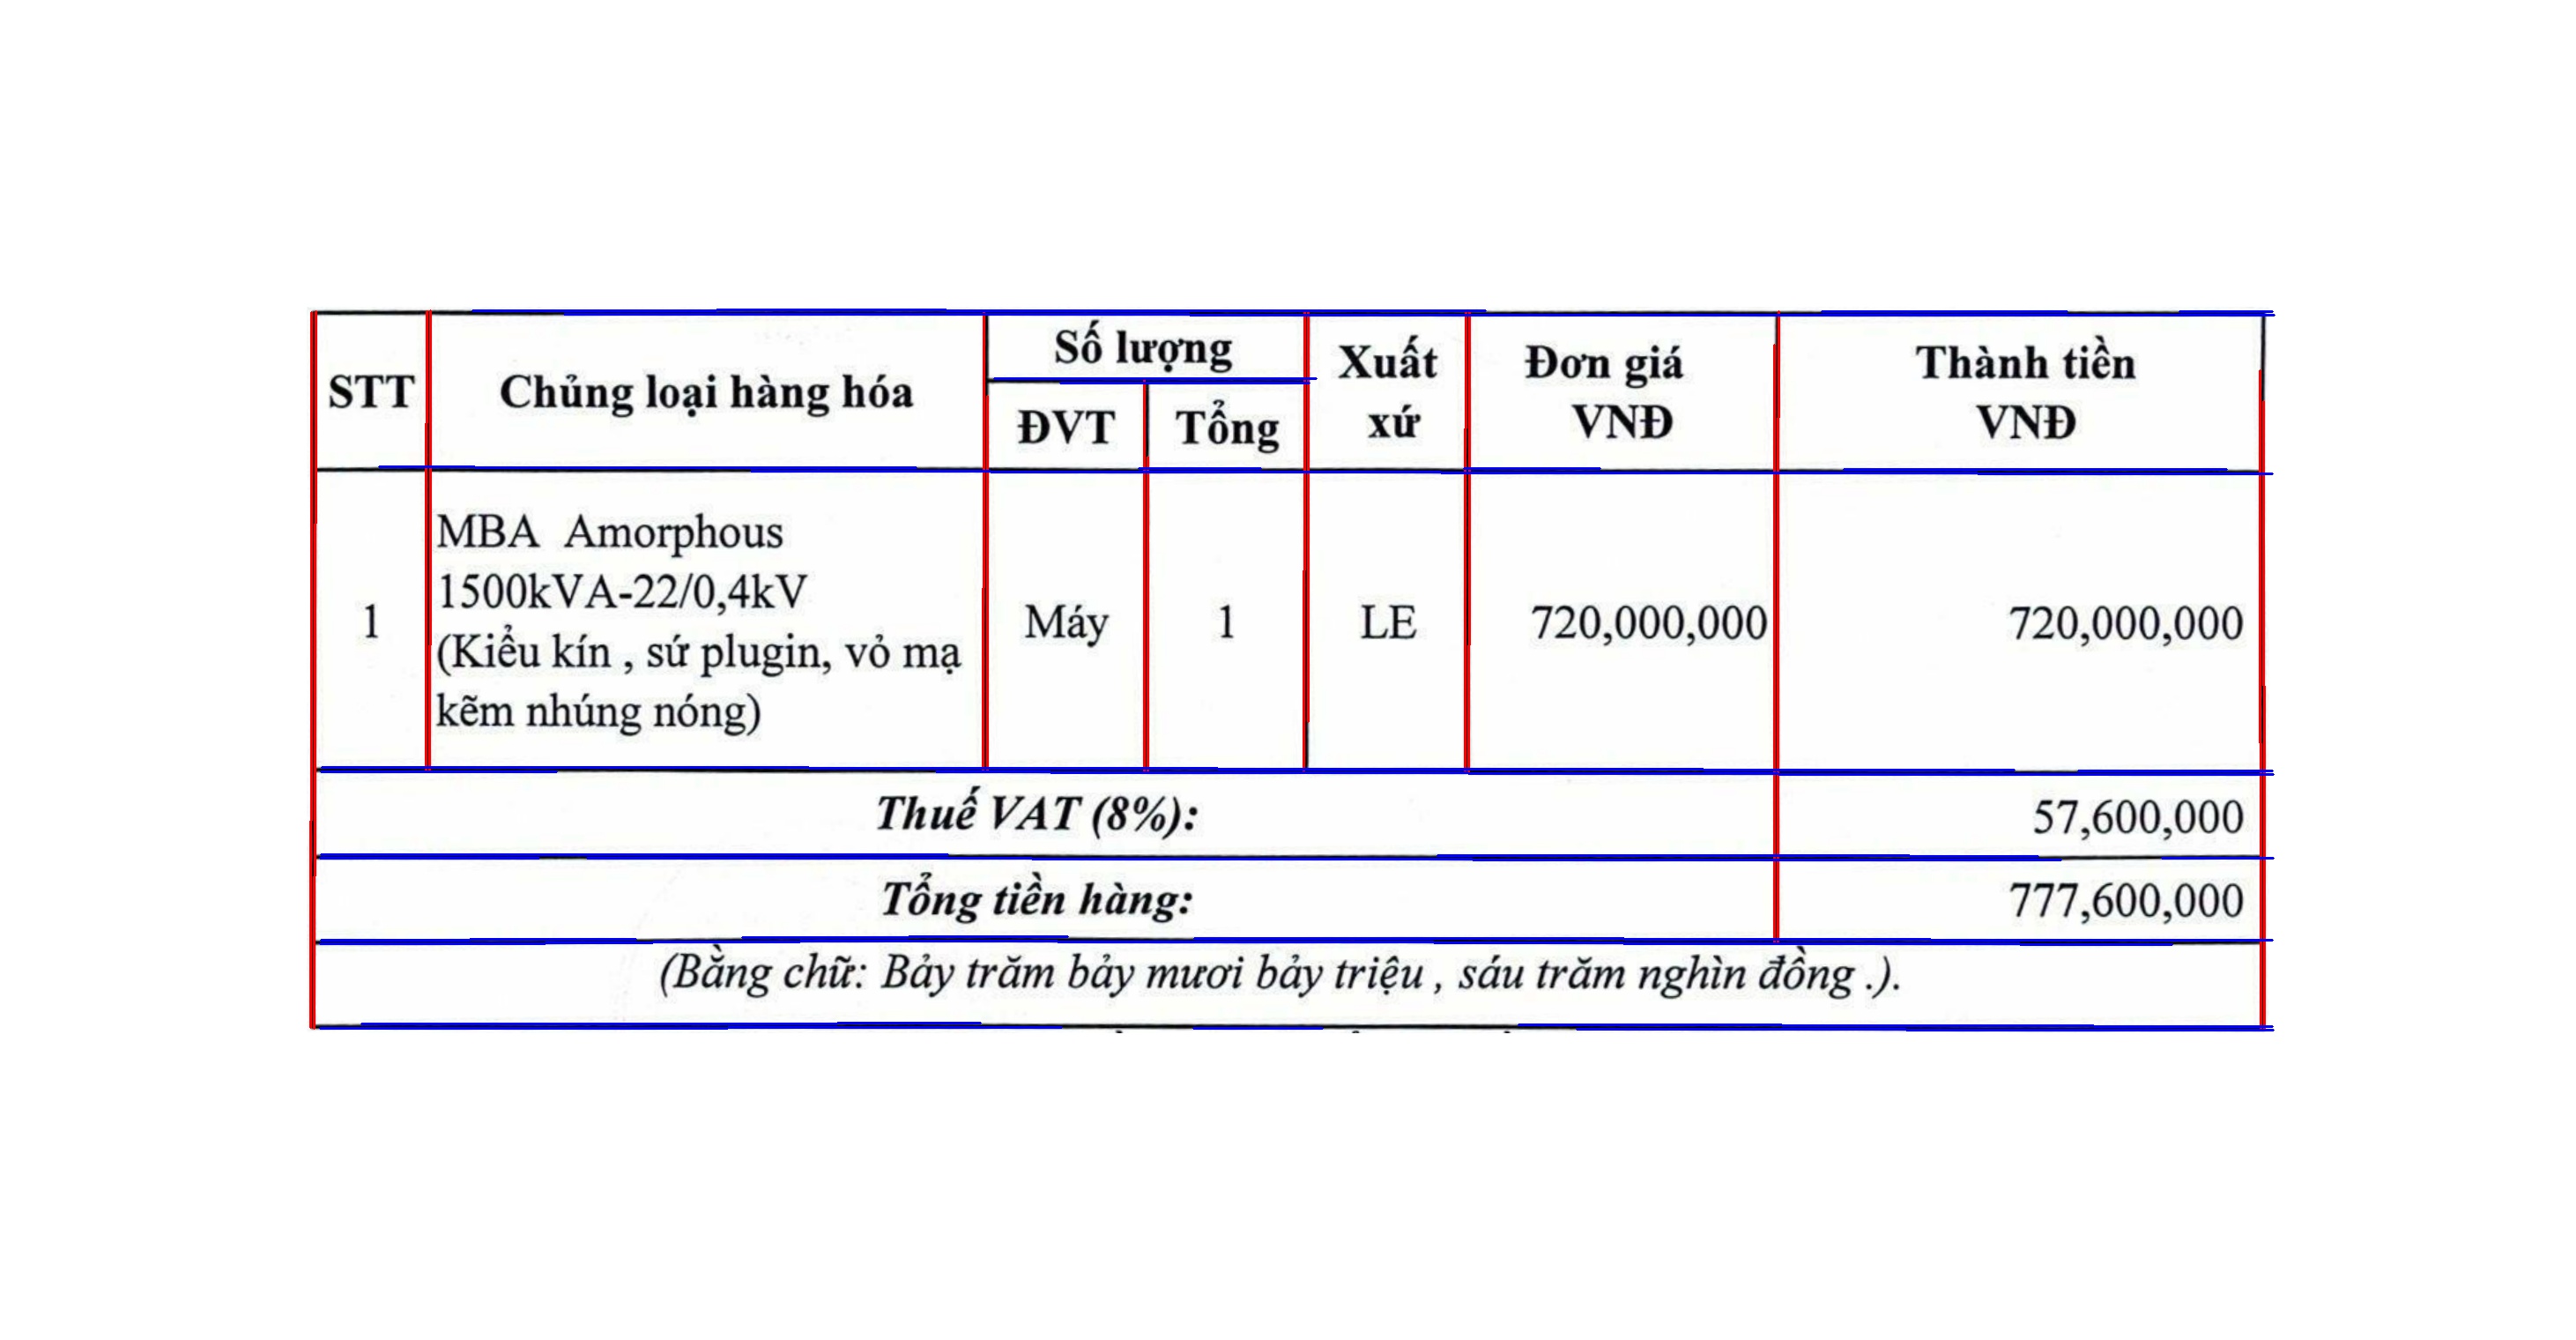 STT
Chủng loại hàng hóa
Số lượng
ĐVT
Tổng
Xuất
xứ
Đơn giá
VNĐ
Thành tiền
VNĐ
1
MBA Amorphous
1500kVA-22/0,4kV
(Kiểu kín , sứ plugin, vỏ mạ
kẽm nhúng nóng)
Máy
1
LE
720,000,000
720,000,000
Thuế VAT (8%):
57,600,000
Tổng tiền hàng:
777,600,000
(Bằng chữ: Bảy trăm bảy mươi bảy triệu , sáu trăm nghìn đồng .).